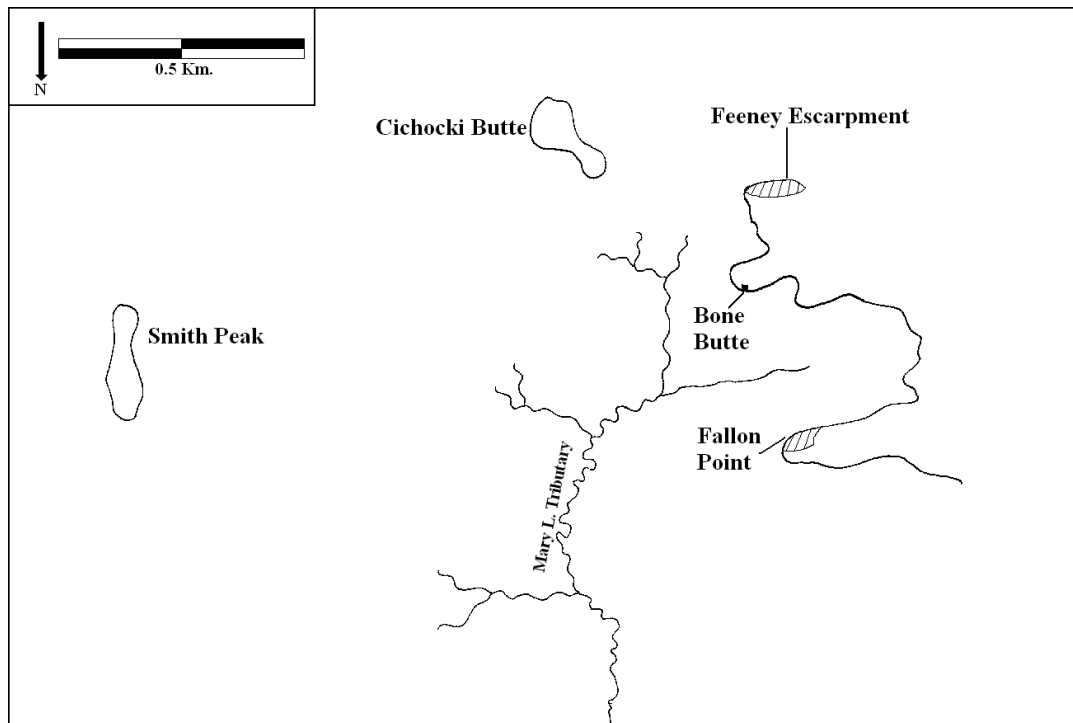 N
0.5 Km.
Cichocki Butte
Feeney Escarpment
Smith Peak
Bone
Butte
Fallon
Point
Mary L. Tributary